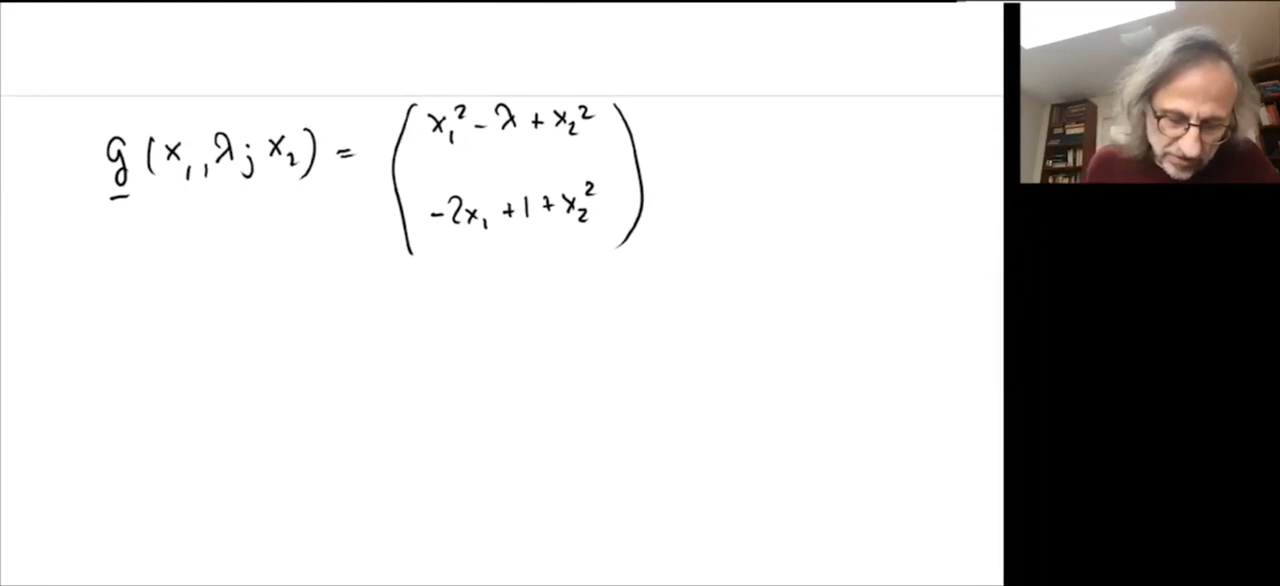 g (x₁, λ; x₂) = ( x₁² - λ + x₂²
-2x₁ + 1 + x₂² )